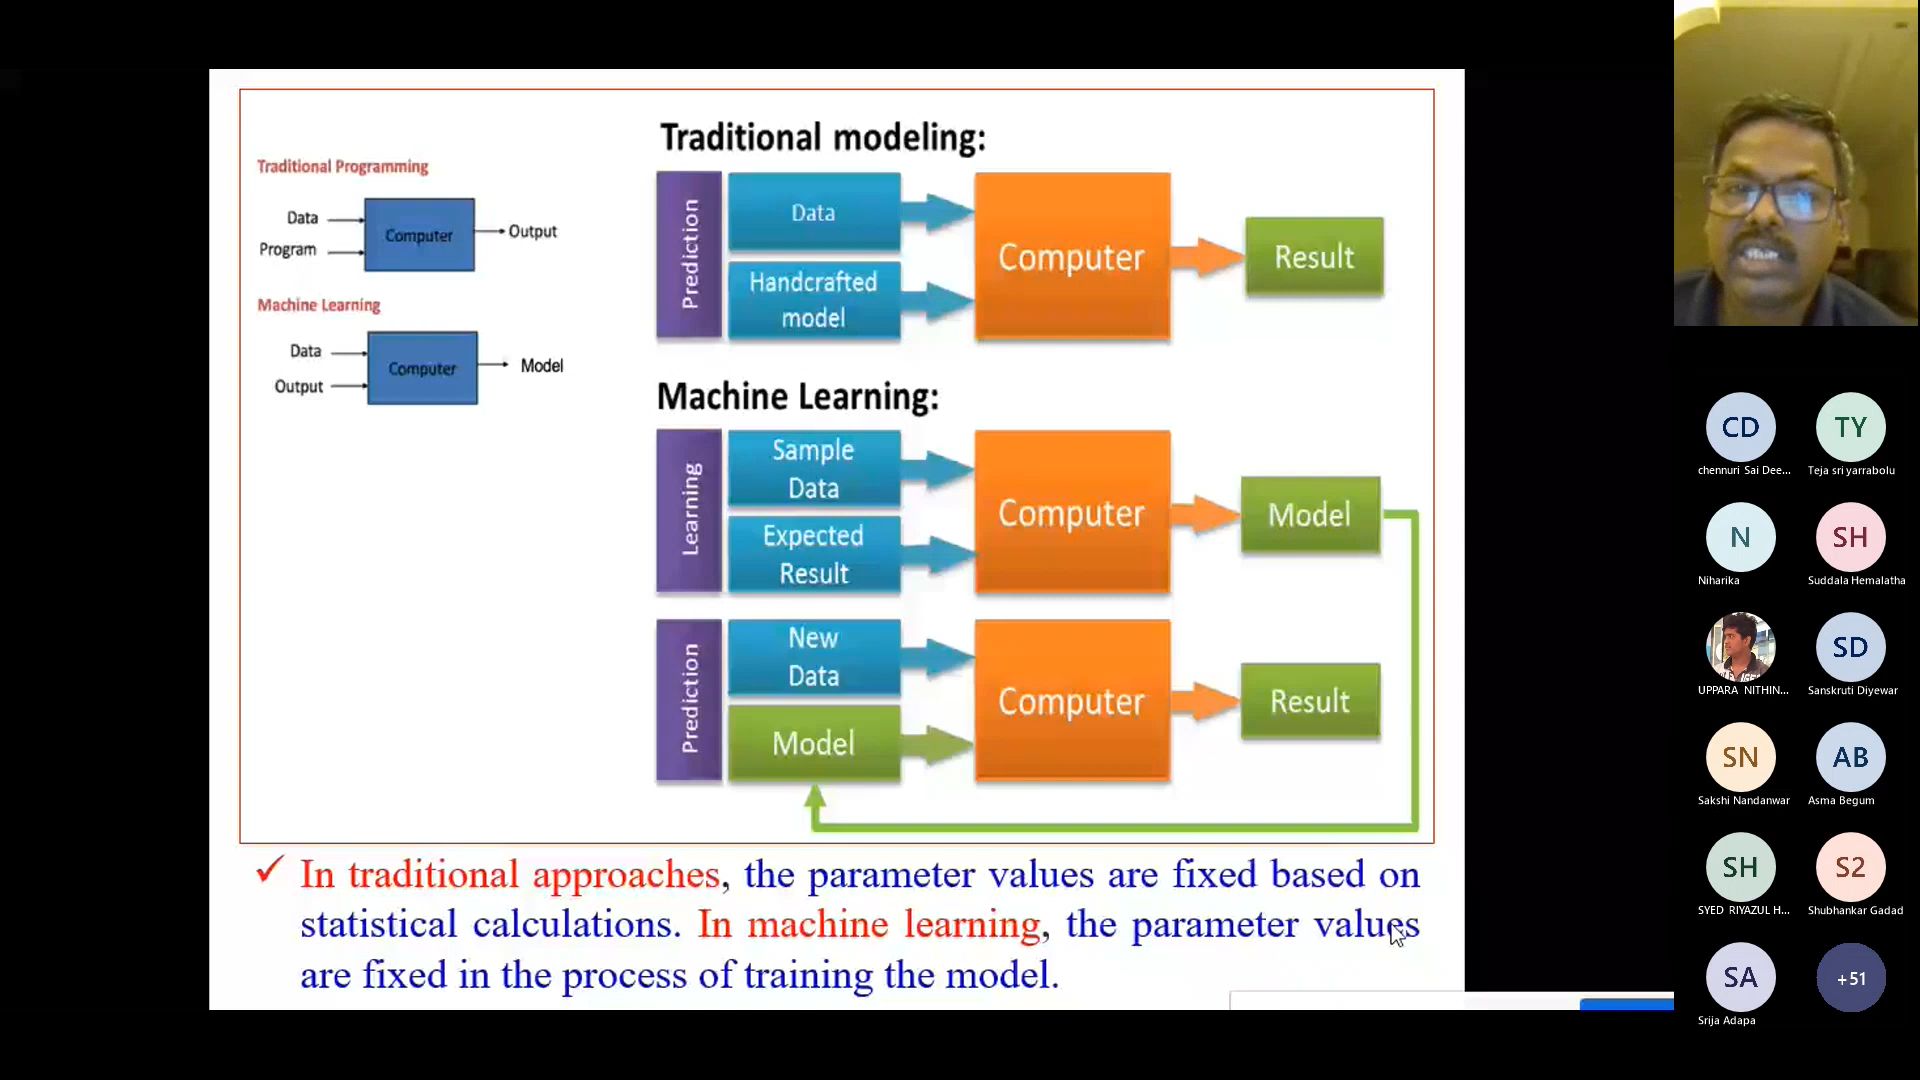 Traditional Programming
Data
Program
Computer
Output
Machine Learning
Data
Output
Computer
Model
Traditional modeling:
Prediction
Data
Handcrafted
model
Computer
Result
Machine Learning:
Learning
Sample
Data
Expected
Result
Computer
Model
Prediction
New
Data
Model
Computer
Result
✓ In traditional approaches, the parameter values are fixed based on
statistical calculations. In machine learning, the parameter values
are fixed in the process of training the model.
CD
chennuri Sai Dee...
TY
Teja sri yarrabolu
N
Niharika
SH
Suddala Hemalatha
UPPARA NITHIN...
SD
Sanskruti Diyewar
SN
Sakshi Nandanwar
AB
Asma Begum
SH
SYED RIYAZUL H...
S2
Shubhankar Gadad
SA
Srija Adapa
+51